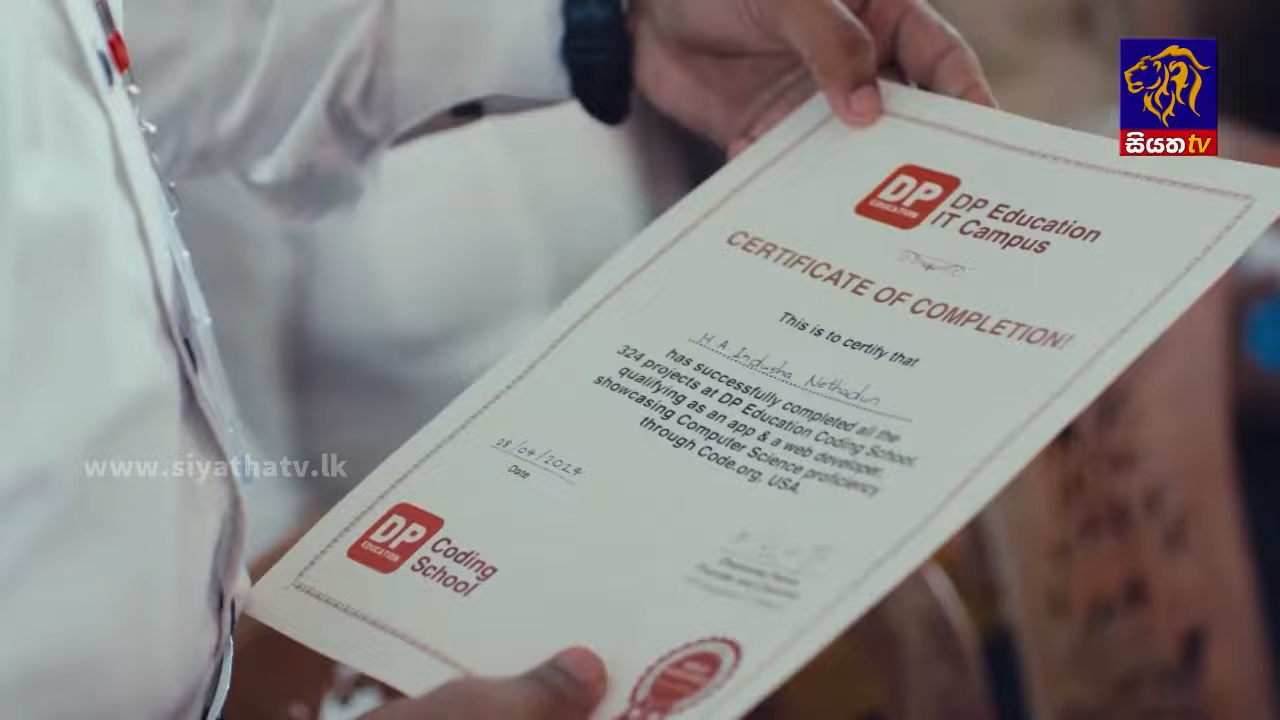 සියත tv
DP
EDUCATION
DP Education
IT Campus
CERTIFICATE OF COMPLETION!
This is to certify that
H A Indusha Nethadin
has successfully completed all the
324 projects at DP Education Coding School,
qualifying as an app & a web developer,
showcasing Computer Science proficiency
through Code.org, USA.
28/04/2024
Date
www.siyathatv.lk
DP
EDUCATION
Coding
School